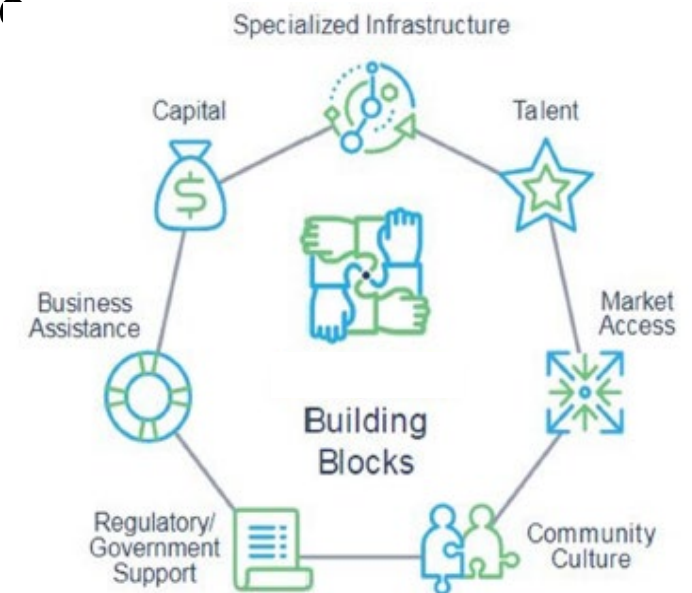 Specialized Infrastructure
Capital
Talent
$
Business
Assistance
Market
Access
Building
Blocks
Regulatory/
Government
Support
Community
Culture